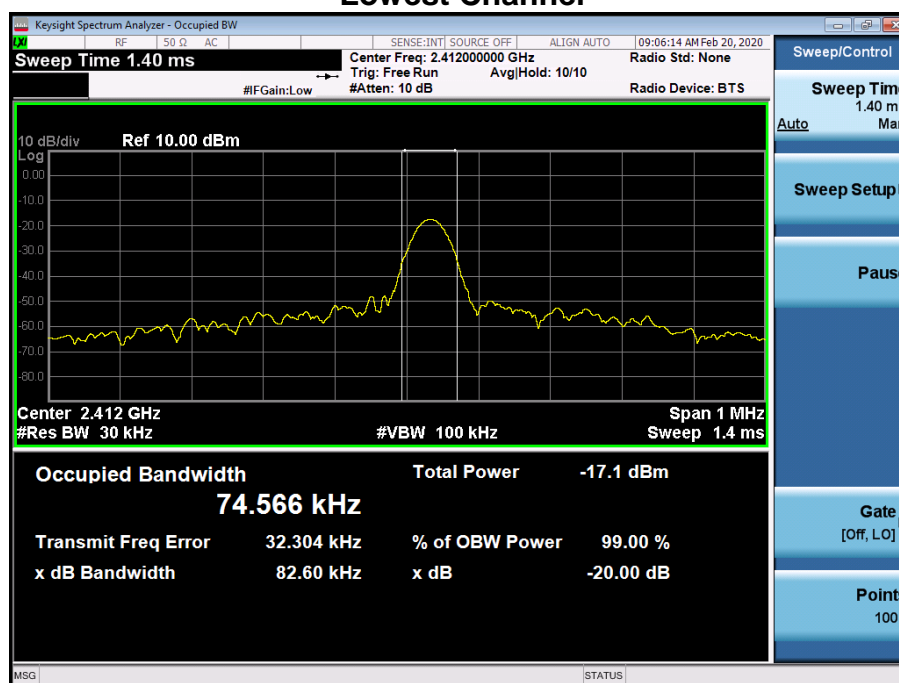 Lowest Channel
Keysight Spectrum Analyzer - Occupied BW
LXI RF 50 Ω AC SENSE:INT SOURCE OFF ALIGN AUTO 09:06:14 AM Feb 20, 2020
Sweep Time 1.40 ms
Center Freq: 2.412000000 GHz
Radio Std: None
Trig: Free Run Avg|Hold: 10/10
#IFGain:Low #Atten: 10 dB Radio Device: BTS
10 dB/div Ref 10.00 dBm
Log
0.00
-10.0
-20.0
-30.0
-40.0
-50.0
-60.0
-70.0
-80.0
Center 2.412 GHz Span 1 MHz
#Res BW 30 kHz #VBW 100 kHz Sweep 1.4 ms
Occupied Bandwidth Total Power -17.1 dBm
74.566 kHz
Transmit Freq Error 32.304 kHz % of OBW Power 99.00 %
x dB Bandwidth 82.60 kHz x dB -20.00 dB
MSG STATUS
Sweep/Control
Sweep Tim
1.40 m
Auto Ma
Sweep Setup
Paus
Gate
[Off, LO]
Point
100